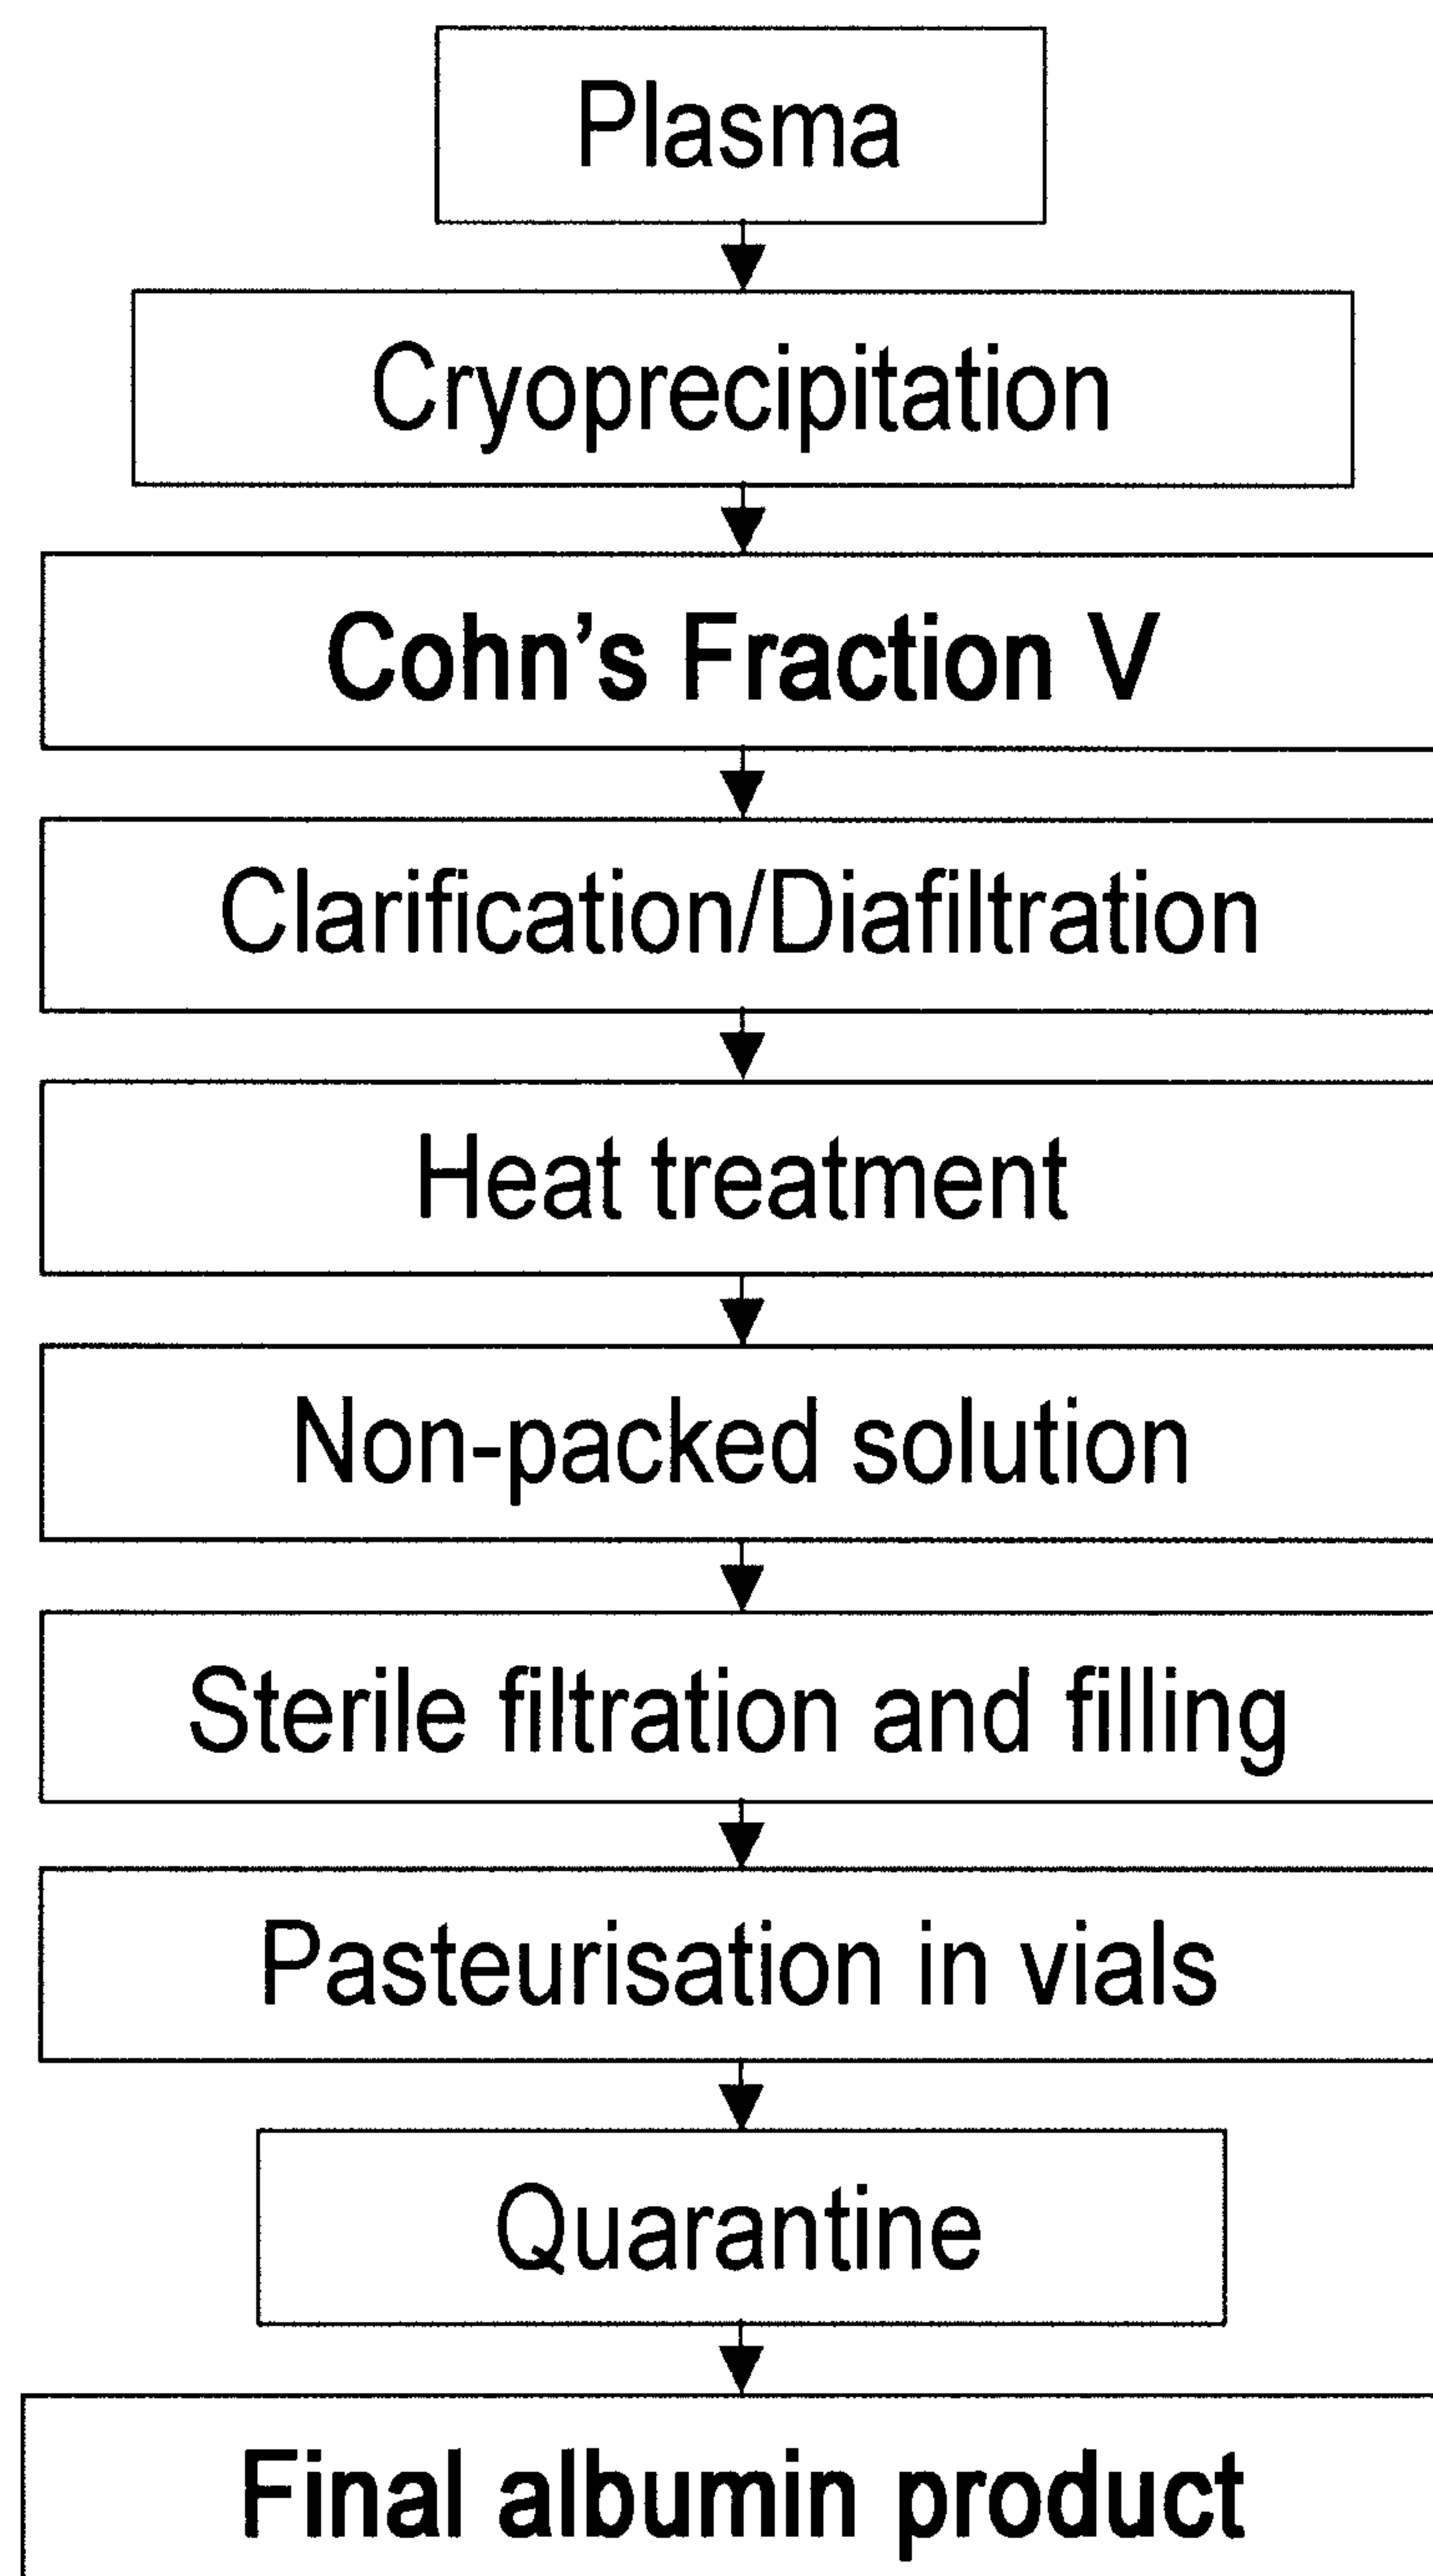 Plasma
Cryoprecipitation
Cohn’s Fraction V
Clarification/Diafiltration
Heat treatment
Non-packed solution
Sterile filtration and filling
Pasteurisation in vials
Quarantine
Final albumin product